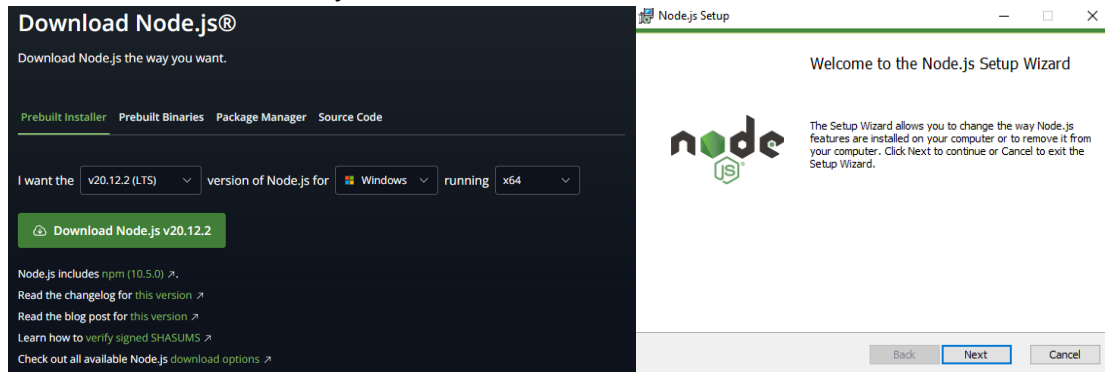 Download Node.js®
Download Node.js the way you want.
Prebuilt Installer Prebuilt Binaries Package Manager Source Code
I want the v20.12.2 (LTS) version of Node.js for Windows running x64
Download Node.js v20.12.2
Node.js includes npm (10.5.0) ↗.
Read the changelog for this version ↗
Read the blog post for this version ↗
Learn how to verify signed SHASUMS ↗
Check out all available Node.js download options ↗
Node.js Setup
Welcome to the Node.js Setup Wizard
node
JS
The Setup Wizard allows you to change the way Node.js
features are installed on your computer or to remove it from
your computer. Click Next to continue or Cancel to exit the
Setup Wizard.
Back Next Cancel